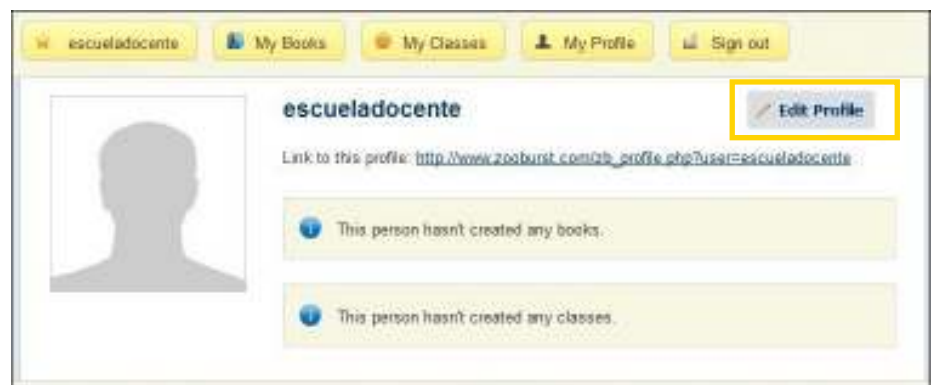 escueladocente My Books My Classes My Profile Sign out
escueladocente Edit Profile
Link to this profile: http://www.zooburst.com/zb_profile.php?user=escueladocente
This person hasn't created any books.
This person hasn't created any classes.